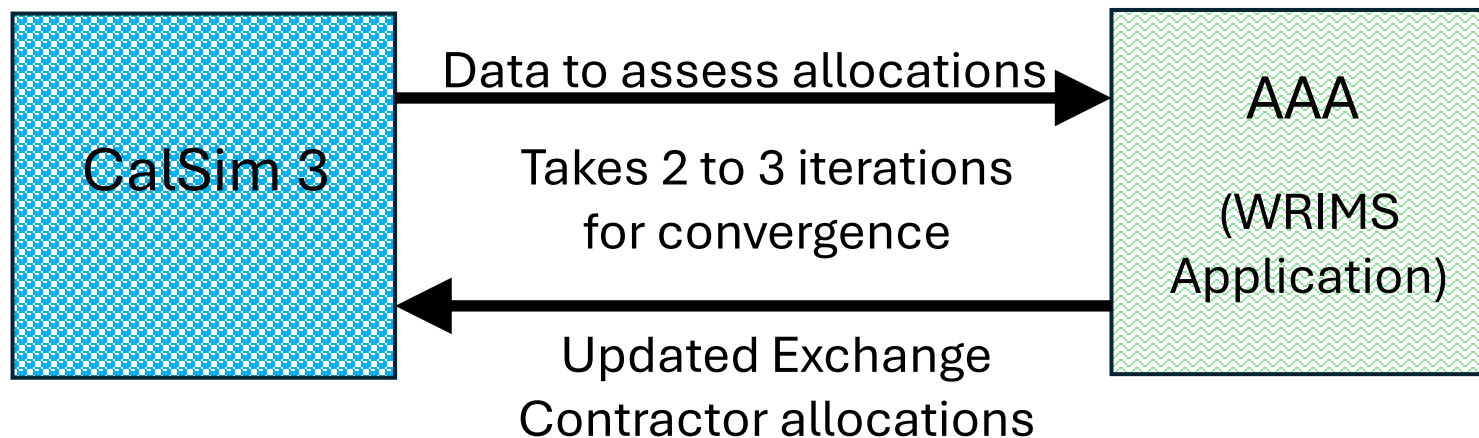 CalSim 3
Data to assess allocations
Takes 2 to 3 iterations
for convergence
Updated Exchange
Contractor allocations
AAA
(WRIMS
Application)